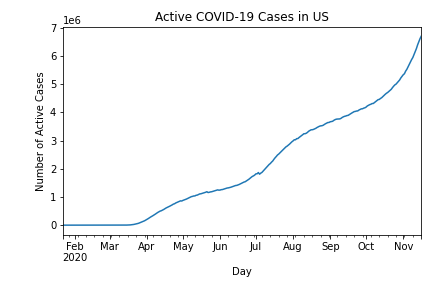 Active COVID-19 Cases in US
1e6
7
6
5
4
3
2
1
0
Number of Active Cases
Feb Mar Apr May Jun Jul Aug Sep Oct Nov
2020
Day